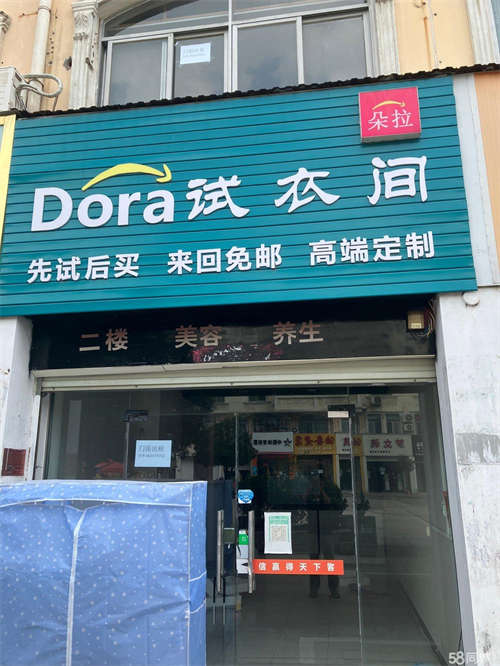 朵拉
Dora试衣间
先试后买 来回免邮 高端定制
二楼 美容 养生
信赢得天下客
58同城